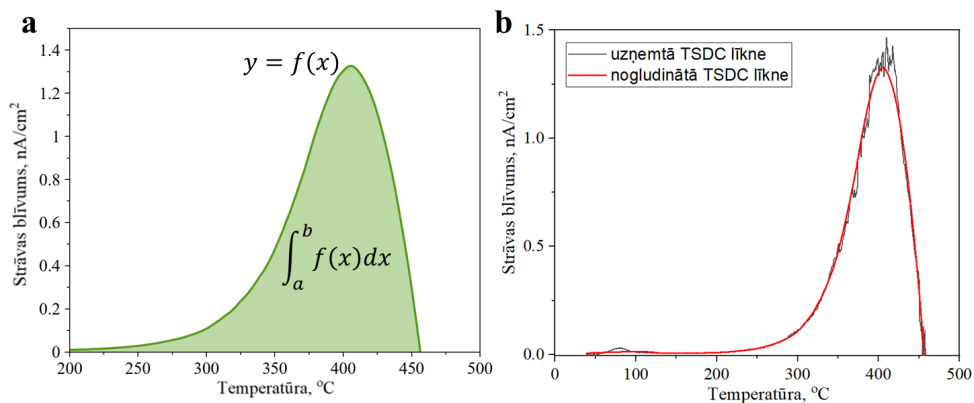 a
Strāvas blīvums, nA/cm²
1.4
1.2
1
0.8
0.6
0.4
0.2
0
y = f(x)
∫ₐᵇ f(x)dx
200 250 300 350 400 450 500
Temperatūra, °C
b
Strāvas blīvums, nA/cm²
1.5
1.0
0.5
0.0
uzņemtā TSDC līkne
nogludinātā TSDC līkne
0 100 200 300 400 500
Temperatūra, °C